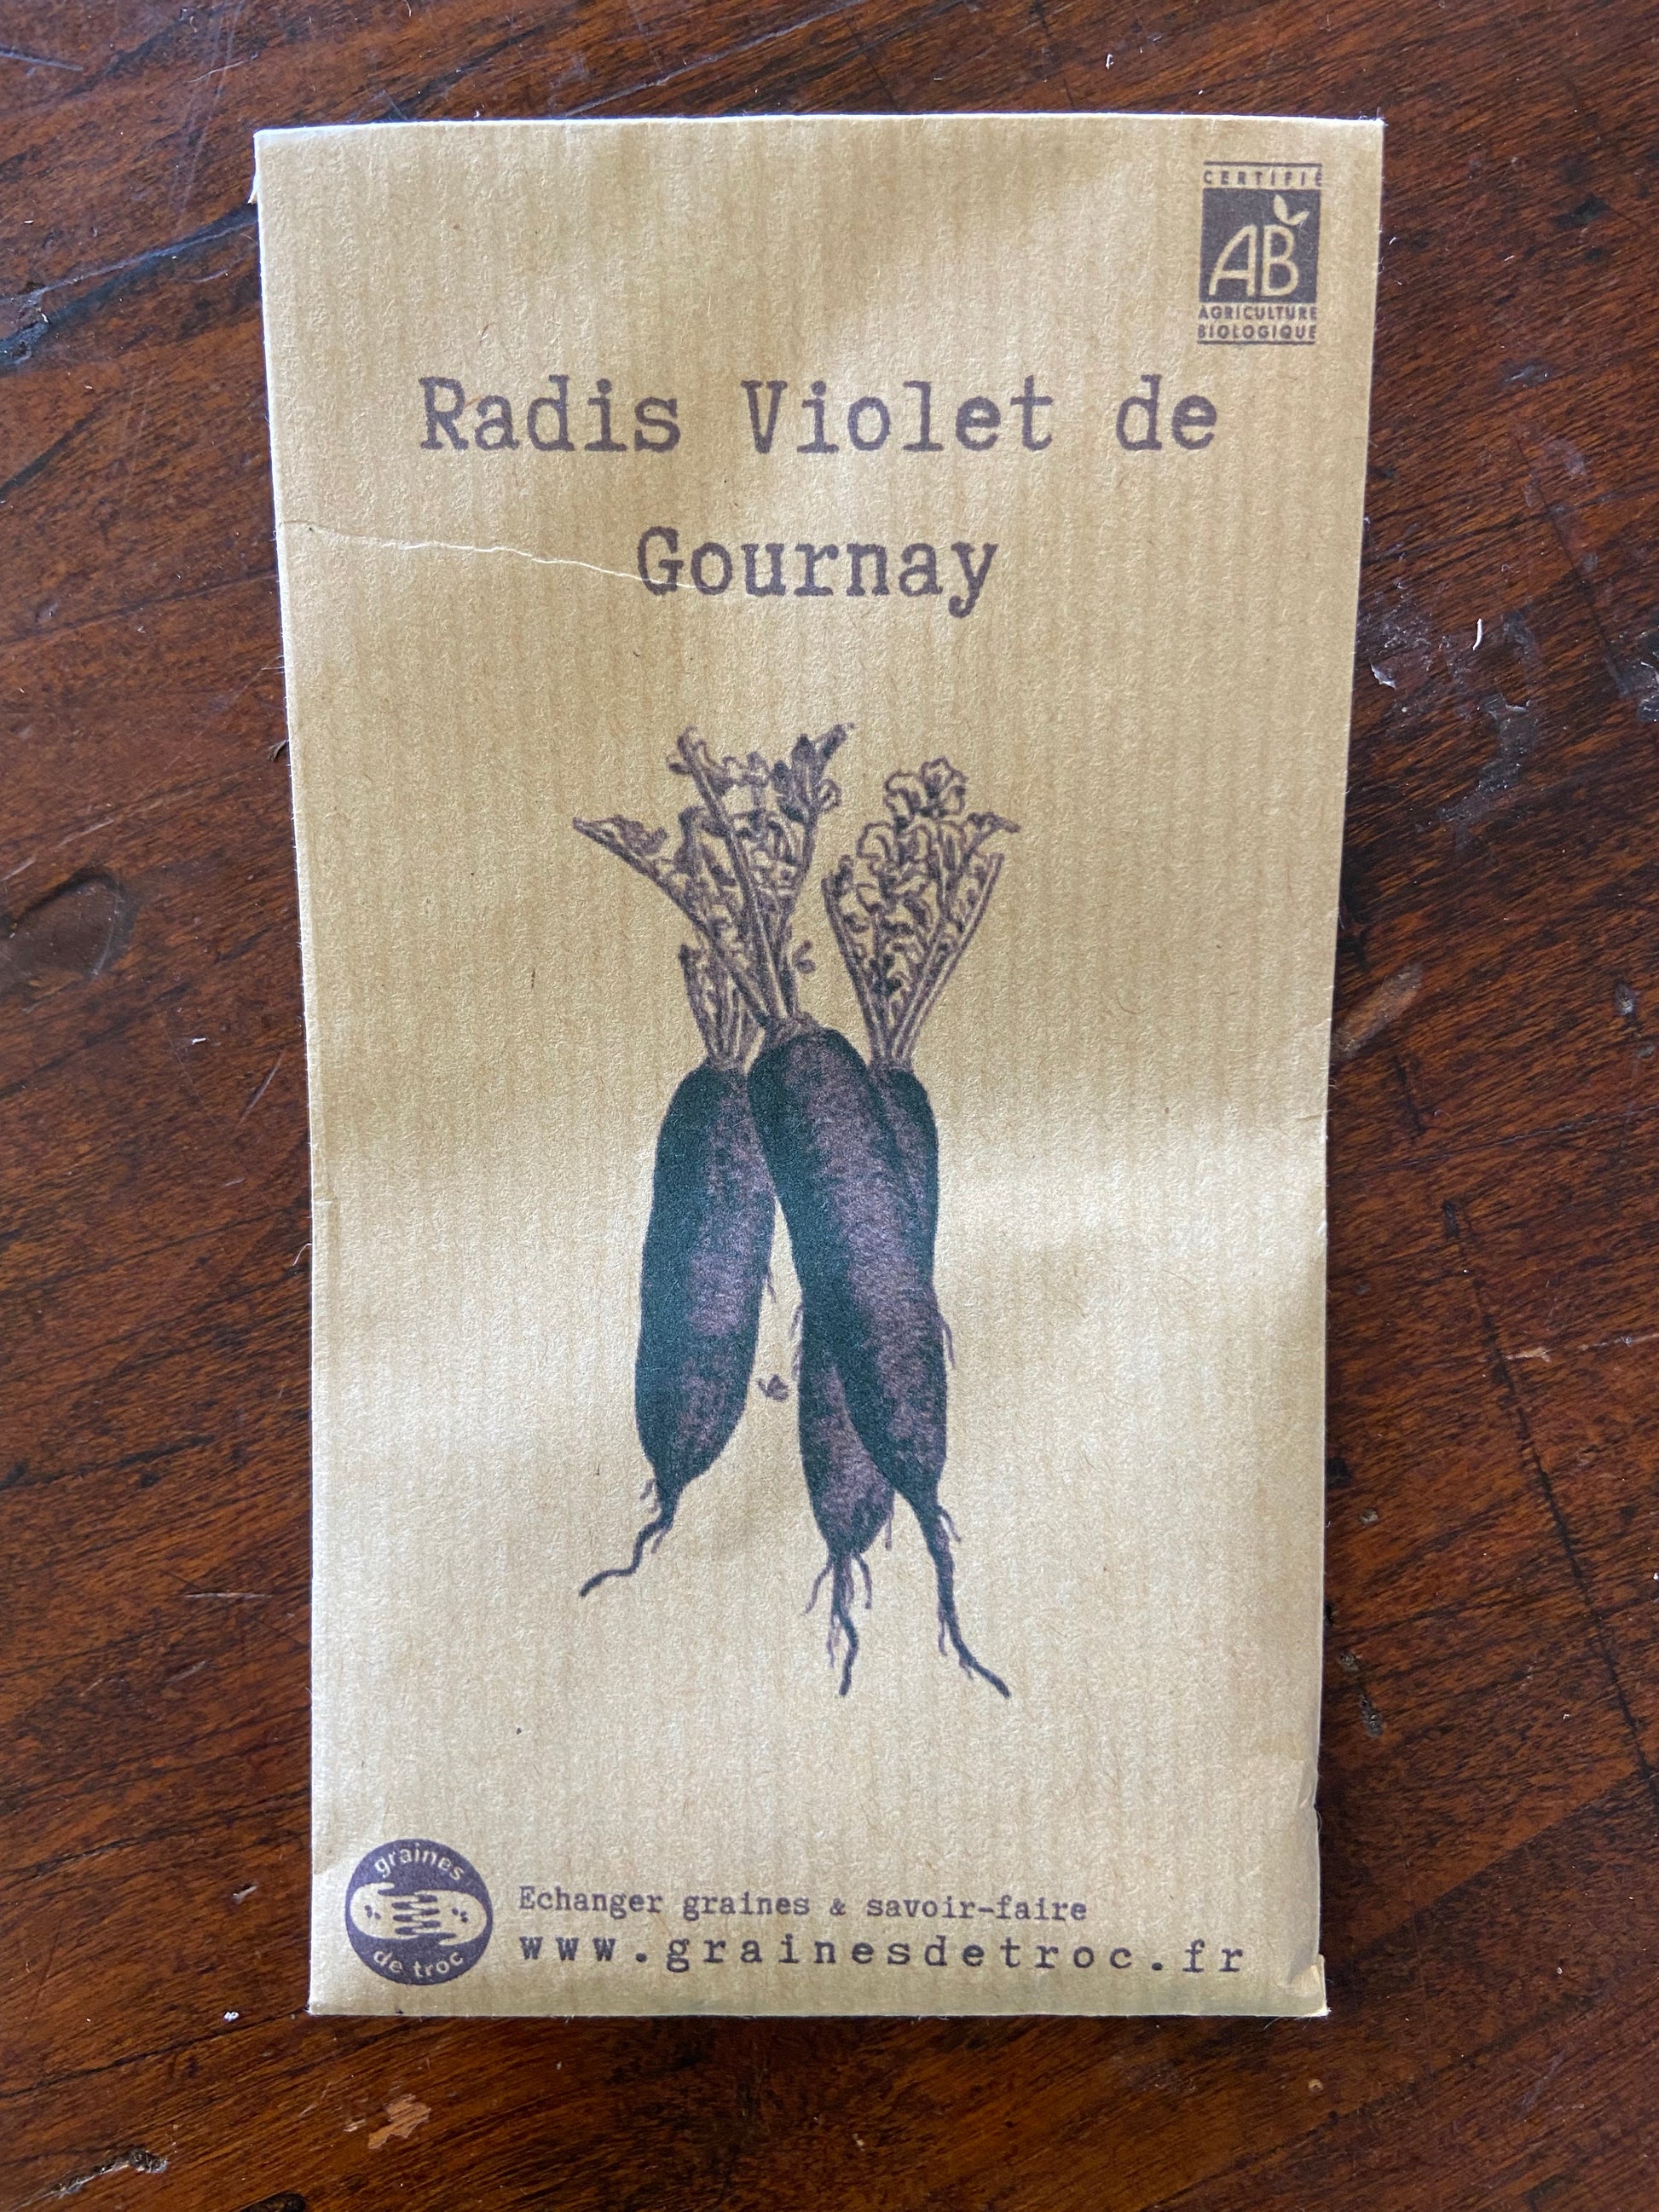 CERTIFIÉ
AB
AGRICULTURE
BIOLOGIQUE
Radis Violet de
Gournay
graines
de troc
Echanger graines & savoir-faire
www.grainesdetroc.fr